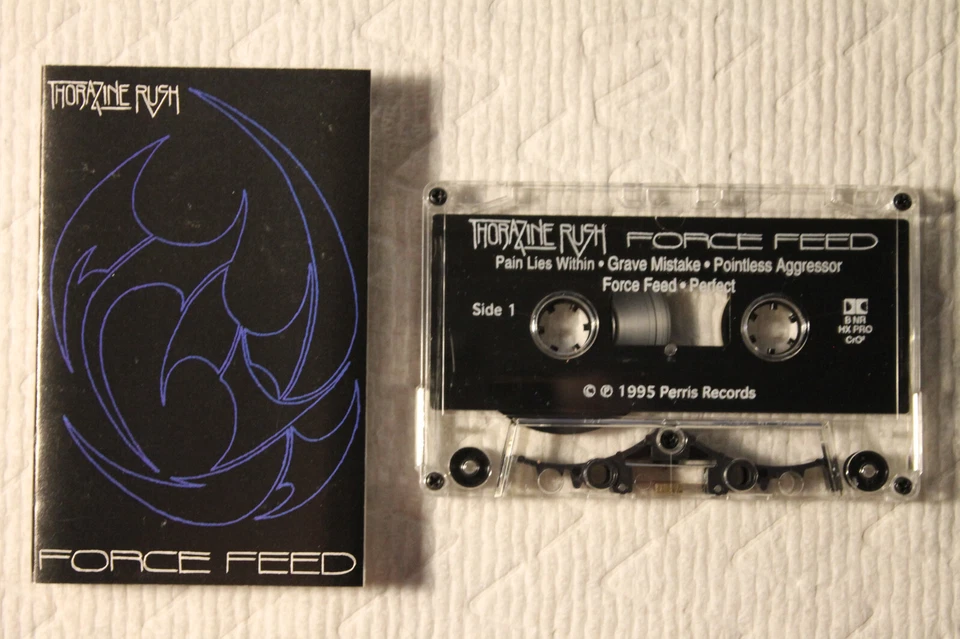 THORAZINE RUSH
FORCE FEED
THORAZINE RUSH FORCE FEED
Pain Lies Within • Grave Mistake • Pointless Aggressor
Force Feed • Perfect
Side 1
B NR
HX PRO
CrO²
© ℗ 1995 Perris Records